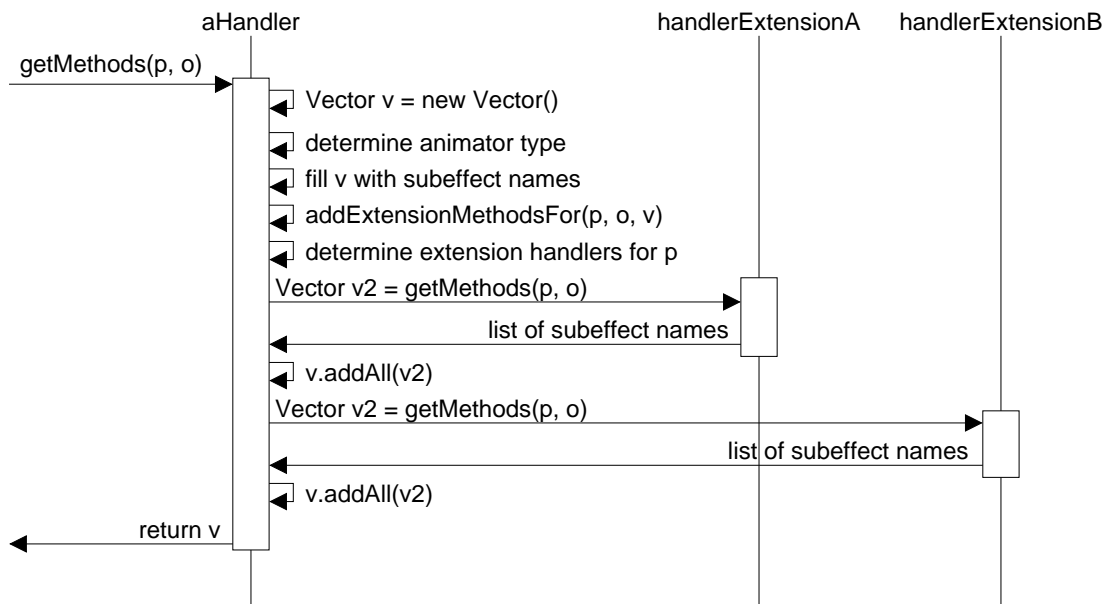 aHandler
handlerExtensionA
handlerExtensionB
getMethods(p, o)
Vector v = new Vector()
determine animator type
fill v with subeffect names
addExtensionMethodsFor(p, o, v)
determine extension handlers for p
Vector v2 = getMethods(p, o)
list of subeffect names
v.addAll(v2)
Vector v2 = getMethods(p, o)
list of subeffect names
v.addAll(v2)
return v